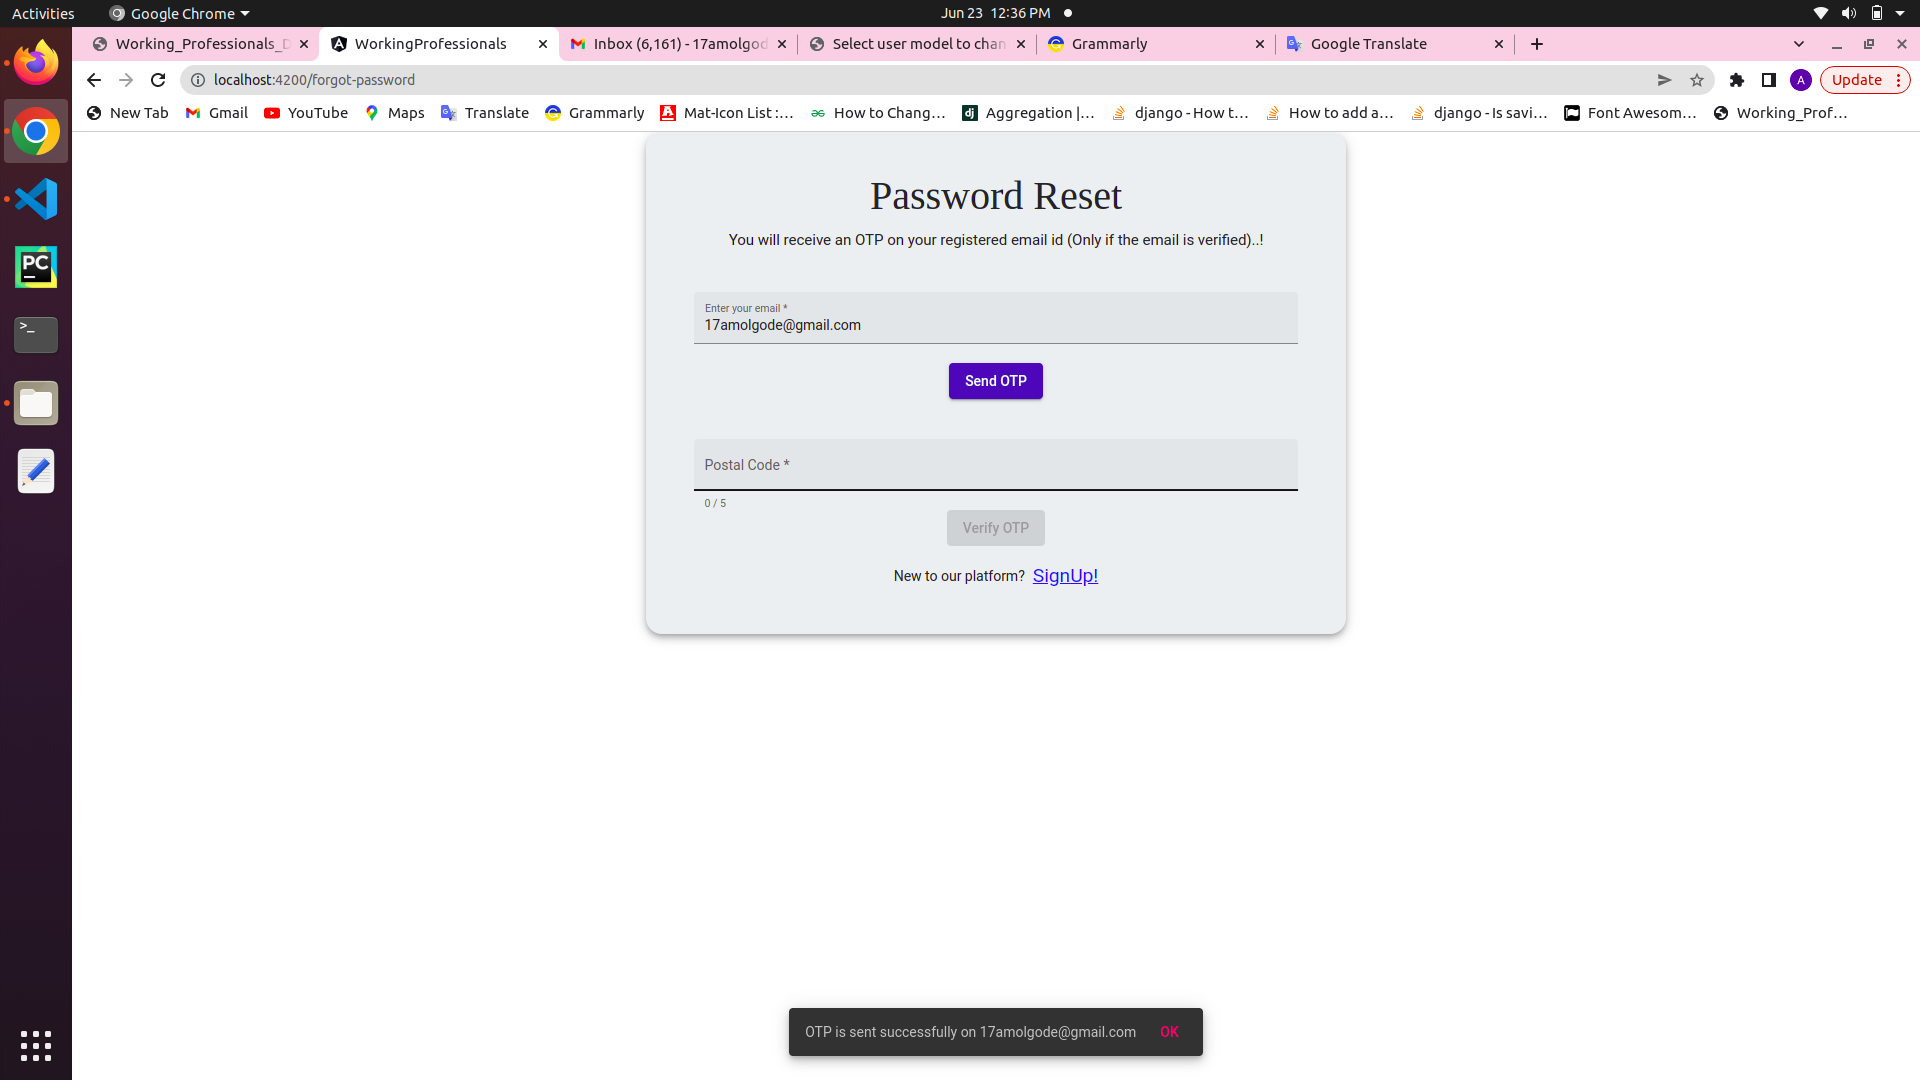 Activities
Google Chrome
Jun 23 12:36 PM
Working_Professionals_D
WorkingProfessionals
Inbox (6,161) - 17amolgod
Select user model to chan
Grammarly
Google Translate
localhost:4200/forgot-password
A
Update
New Tab
Gmail
YouTube
Maps
Translate
Grammarly
Mat-Icon List :…
How to Chang…
Aggregation |…
django - How t…
How to add a…
django - Is savi…
Font Awesom…
Working_Prof…
Password Reset
You will receive an OTP on your registered email id (Only if the email is verified)..!
Enter your email *
17amolgode@gmail.com
Send OTP
Postal Code *
0 / 5
Verify OTP
New to our platform? SignUp!
OTP is sent successfully on 17amolgode@gmail.com OK